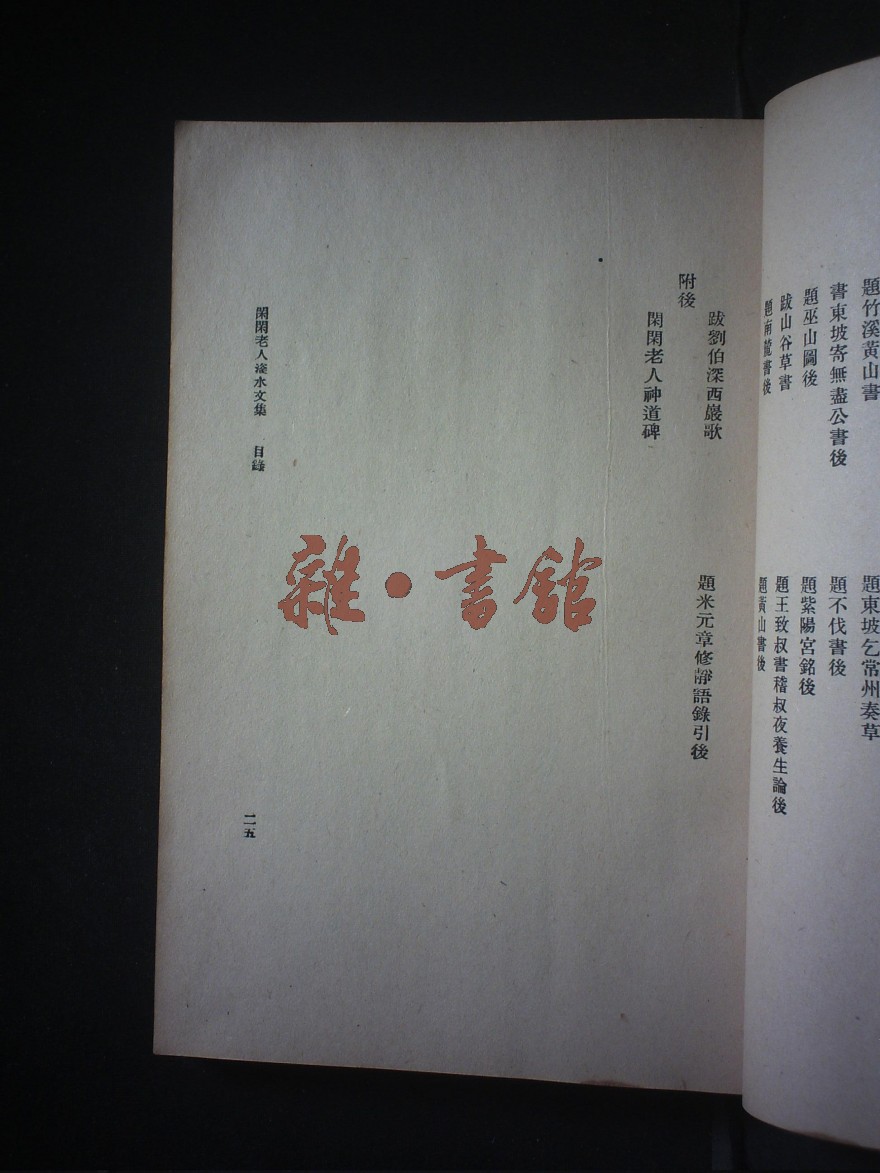 題竹溪黃山書
題東坡乞常州奏草
書東坡寄無盡公書後
題不伐書後
題巫山圖後
題紫陽宮銘後
跋山谷草書
題王致叔書嵇叔夜養生論後
題南麓書後
題黃山書後
跋劉伯深西巖歌
題米元章修靜語錄引後
附後
閑閑老人神道碑
閑閑老人滏水文集 目錄
二五
雜·書館